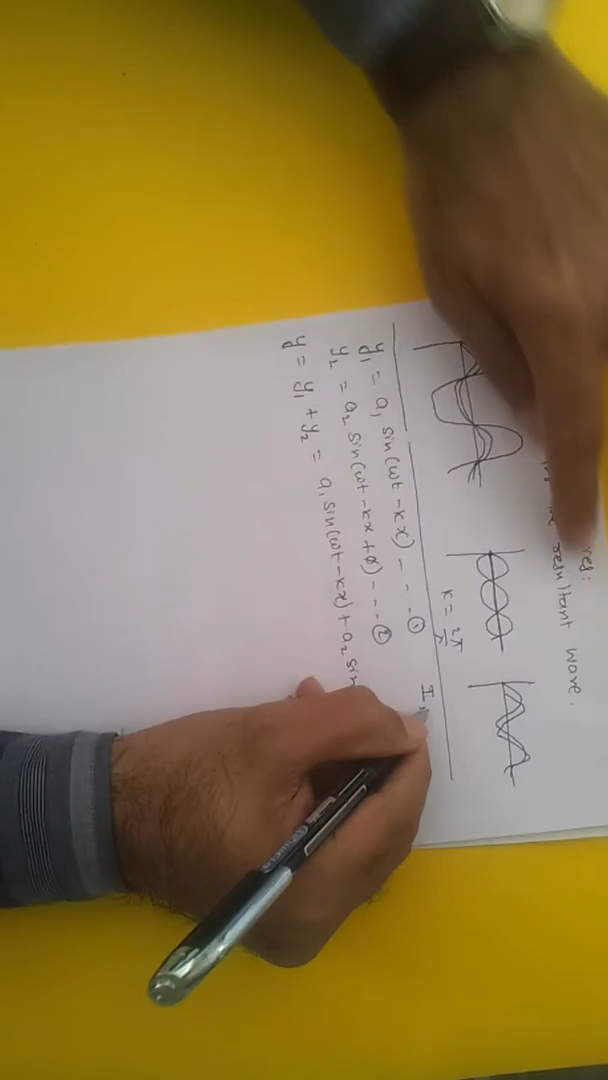 res:
resultant wave.
K = 2π/λ
y₁ = a₁ sin(ωt - kx) - - - ①
y₂ = a₂ sin(ωt - kx + φ) - - - ②
y = y₁ + y₂ = a₁ sin(ωt - kx) + a₂ sin
I